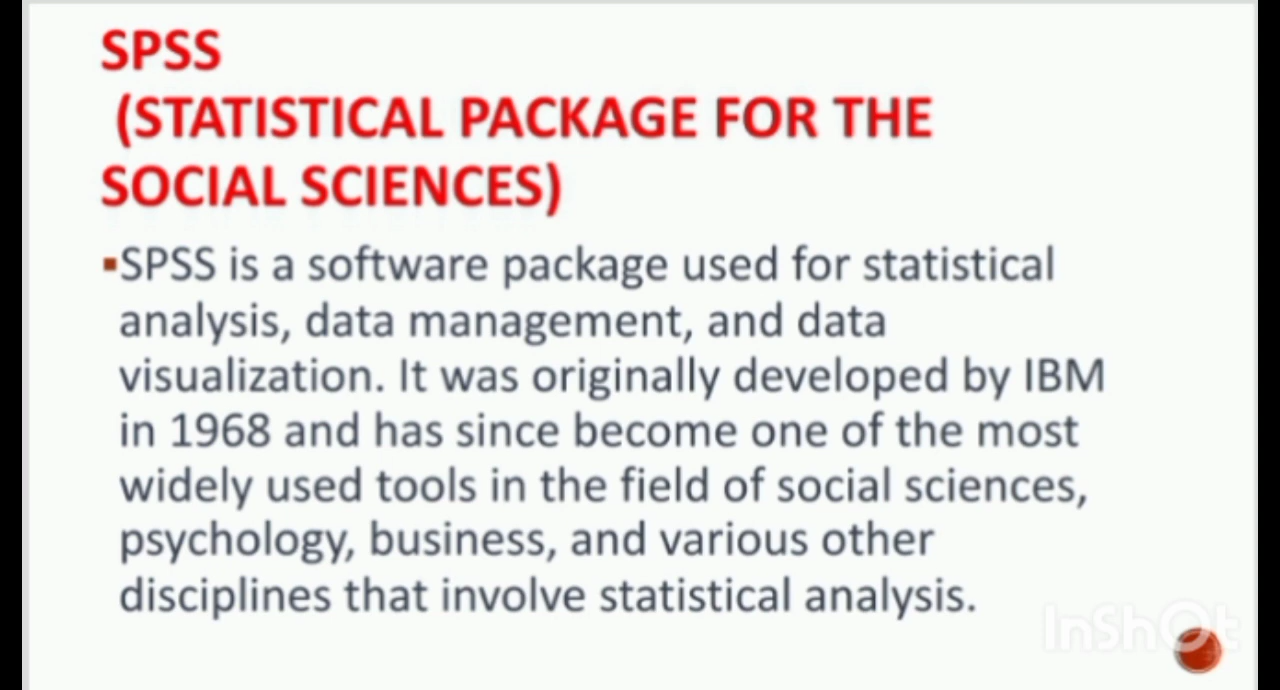 SPSS
(STATISTICAL PACKAGE FOR THE
SOCIAL SCIENCES)
▪SPSS is a software package used for statistical
analysis, data management, and data
visualization. It was originally developed by IBM
in 1968 and has since become one of the most
widely used tools in the field of social sciences,
psychology, business, and various other
disciplines that involve statistical analysis.
InShOt